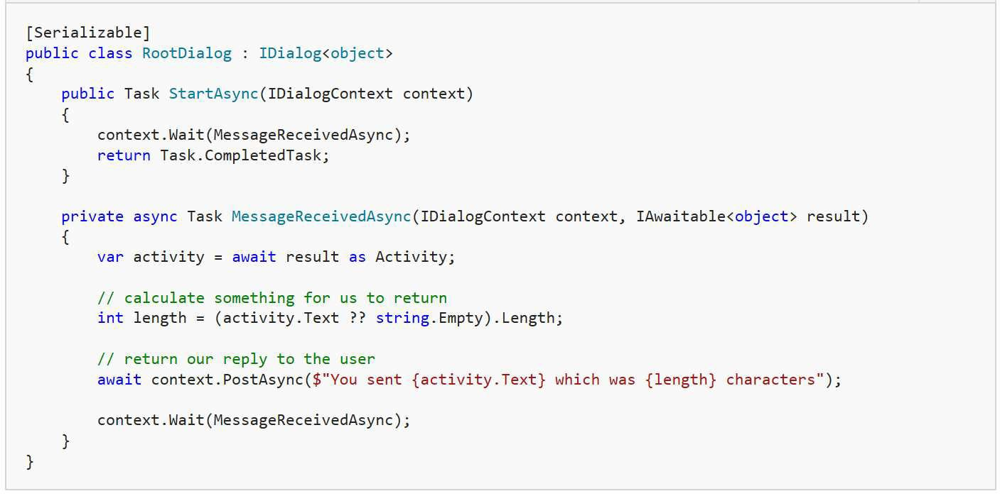 [Serializable]
public class RootDialog : IDialog<object>
{
    public Task StartAsync(IDialogContext context)
    {
        context.Wait(MessageReceivedAsync);
        return Task.CompletedTask;
    }

    private async Task MessageReceivedAsync(IDialogContext context, IAwaitable<object> result)
    {
        var activity = await result as Activity;

        // calculate something for us to return
        int length = (activity.Text ?? string.Empty).Length;

        // return our reply to the user
        await context.PostAsync($"You sent {activity.Text} which was {length} characters");

        context.Wait(MessageReceivedAsync);
    }
}